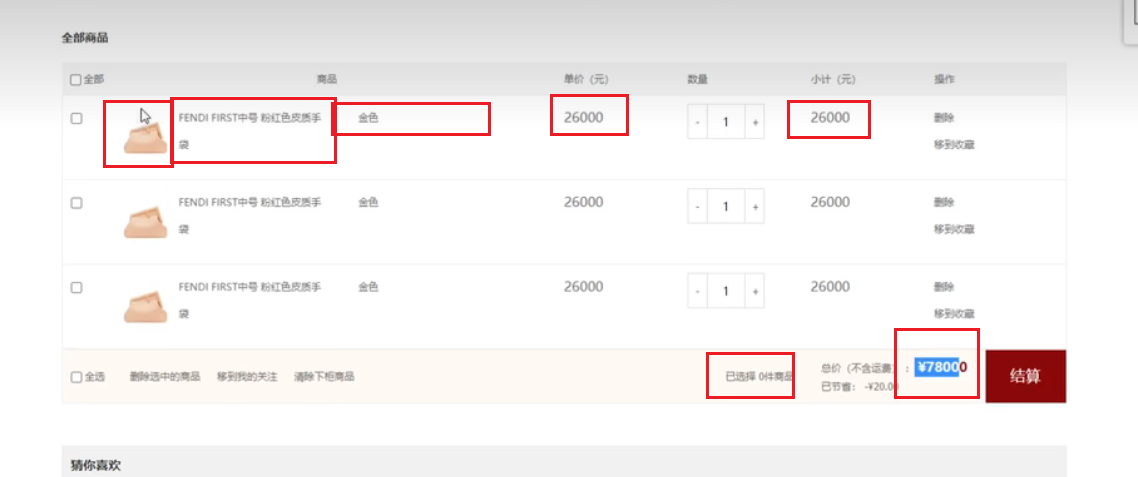 全部商品
全部 商品 单价（元） 数量 小计（元） 操作
FENDI FIRST中号 粉红色皮质手 金色 26000 - 1 + 26000 删除
袋 移到收藏
FENDI FIRST中号 粉红色皮质手 金色 26000 - 1 + 26000 删除
袋 移到收藏
FENDI FIRST中号 粉红色皮质手 金色 26000 - 1 + 26000 删除
袋 移到收藏
全选 删除选中的商品 移到我的关注 清除下柜商品 已选择 0件商品 总价（不含运费）： ¥78000 结算
已节省： -¥20.00
猜你喜欢